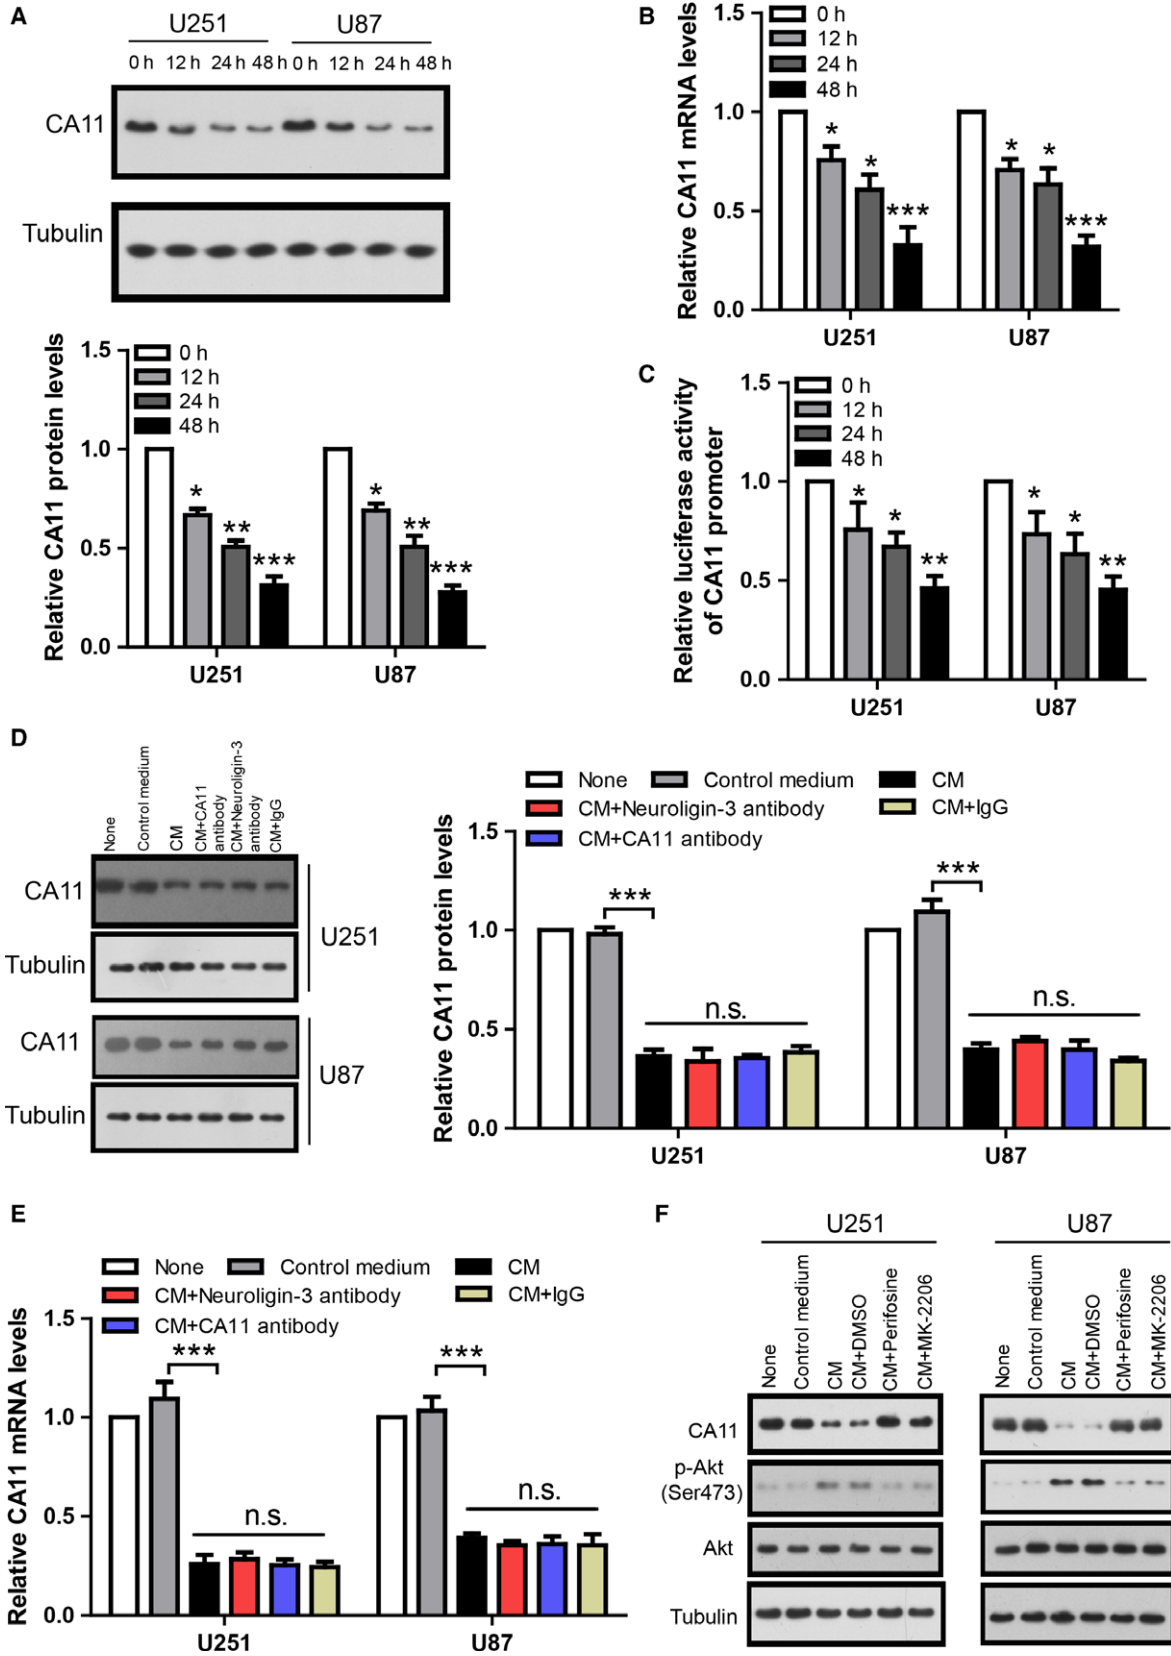 A
U251 U87
0 h 12 h 24 h 48 h 0 h 12 h 24 h 48 h
CA11
Tubulin
Relative CA11 protein levels
1.5
1.0
0.5
0.0
0 h
12 h
24 h
48 h
* ** *** * ** ***
U251 U87
B
Relative CA11 mRNA levels
1.5
1.0
0.5
0.0
0 h
12 h
24 h
48 h
* * *** * * ***
U251 U87
C
Relative luciferase activity
of CA11 promoter
1.5
1.0
0.5
0.0
0 h
12 h
24 h
48 h
* * ** * * **
U251 U87
D
None
Control medium
CM
CM+CA11
antibody
CM+Neuroligin-3
antibody
CM+IgG
CA11
Tubulin
U251
CA11
Tubulin
U87
None Control medium CM
CM+Neuroligin-3 antibody CM+IgG
CM+CA11 antibody
Relative CA11 protein levels
1.5
1.0
0.5
0.0
*** ***
n.s. n.s.
U251 U87
E
None Control medium CM
CM+Neuroligin-3 antibody CM+IgG
CM+CA11 antibody
Relative CA11 mRNA levels
1.5
1.0
0.5
0.0
*** ***
n.s. n.s.
U251 U87
F
U251 U87
None
Control medium
CM
CM+DMSO
CM+Perifosine
CM+MK-2206
None
Control medium
CM
CM+DMSO
CM+Perifosine
CM+MK-2206
CA11
p-Akt
(Ser473)
Akt
Tubulin